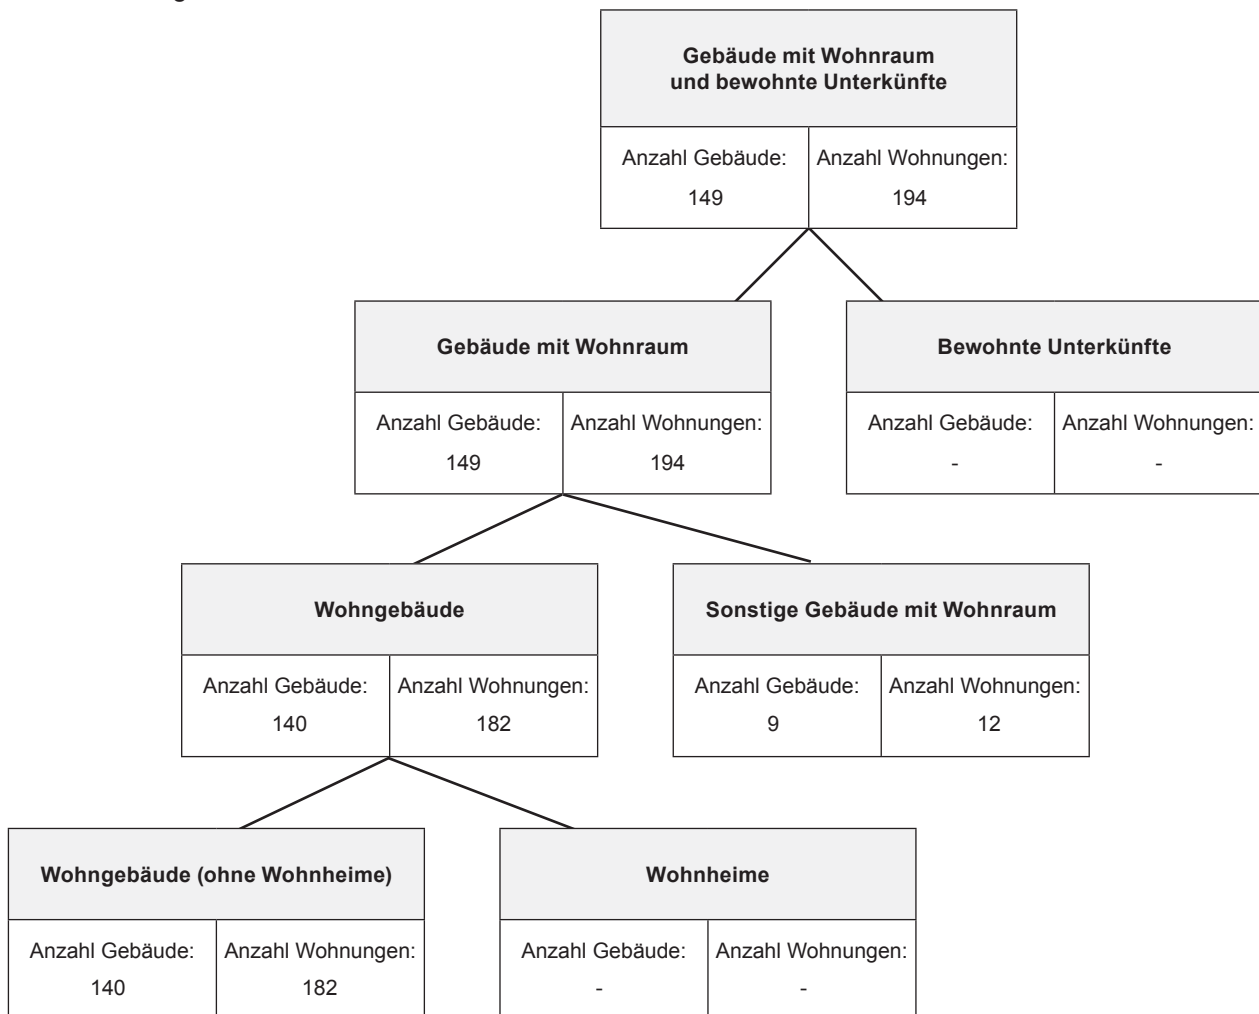 Gebäude mit Wohnraum
und bewohnte Unterkünfte
Anzahl Gebäude: Anzahl Wohnungen:
149 194
Gebäude mit Wohnraum Bewohnte Unterkünfte
Anzahl Gebäude: Anzahl Wohnungen: Anzahl Gebäude: Anzahl Wohnungen:
149 194 - -
Wohngebäude Sonstige Gebäude mit Wohnraum
Anzahl Gebäude: Anzahl Wohnungen: Anzahl Gebäude: Anzahl Wohnungen:
140 182 9 12
Wohngebäude (ohne Wohnheime) Wohnheime
Anzahl Gebäude: Anzahl Wohnungen: Anzahl Gebäude: Anzahl Wohnungen:
140 182 - -